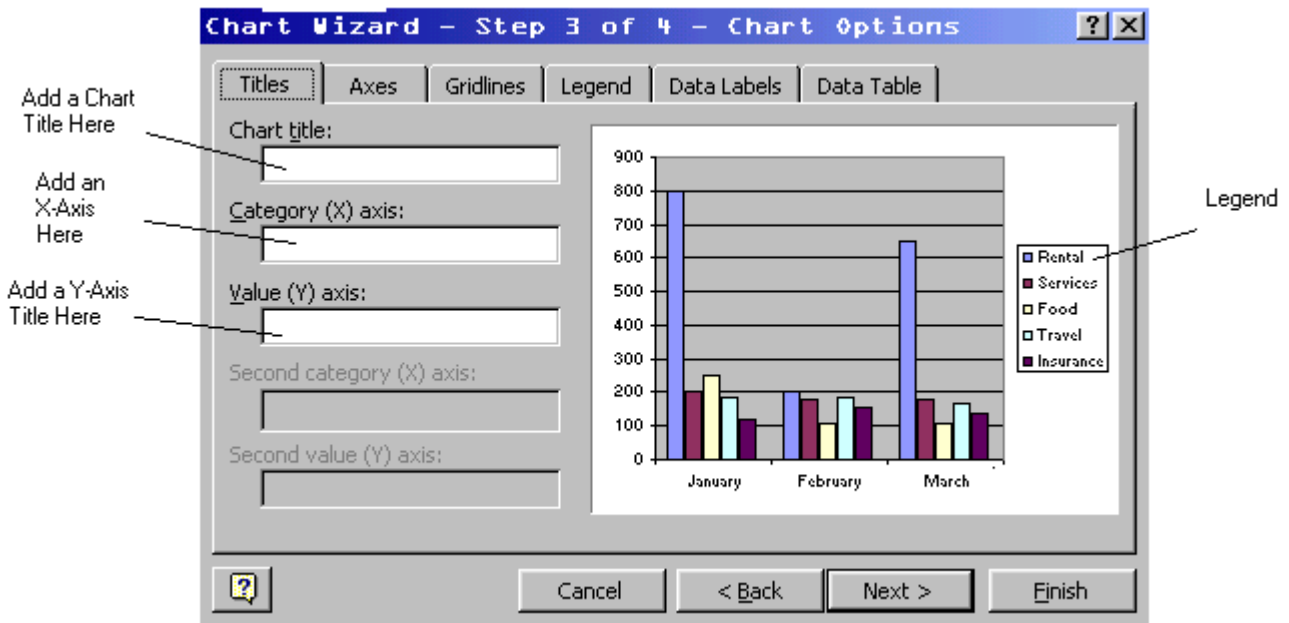 Chart Wizard – Step 3 of 4 – Chart Options
Titles Axes Gridlines Legend Data Labels Data Table
Add a Chart
Title Here
Chart title:
Add an
X-Axis
Here
Category (X) axis:
Add a Y-Axis
Title Here
Value (Y) axis:
Second category (X) axis:
Second value (Y) axis:
900
800
700
600
500
400
300
200
100
0
January February March
Rental
Services
Food
Travel
Insurance
Legend
Cancel < Back Next > Finish